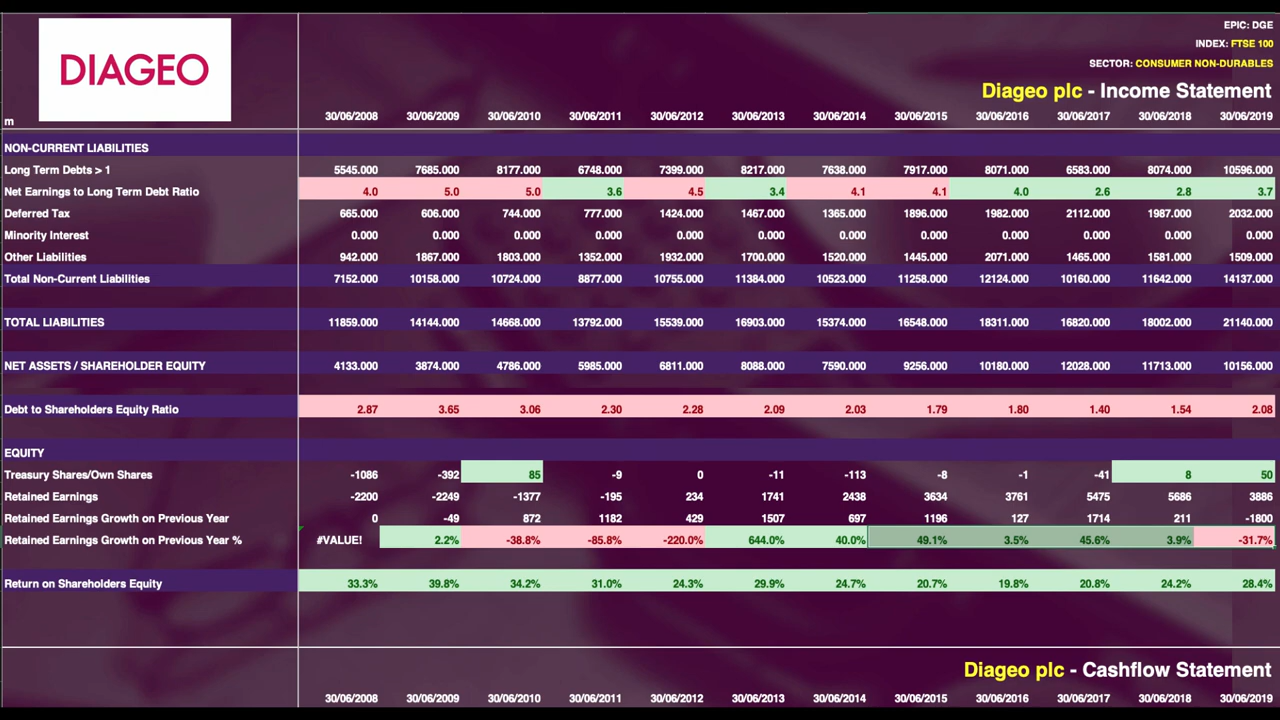 EPIC: DGE
DIAGEO
INDEX: FTSE 100
SECTOR: CONSUMER NON-DURABLES
Diageo plc - Income Statement
m 30/06/2008 30/06/2009 30/06/2010 30/06/2011 30/06/2012 30/06/2013 30/06/2014 30/06/2015 30/06/2016 30/06/2017 30/06/2018 30/06/2019
NON-CURRENT LIABILITIES
Long Term Debts > 1 5545.000 7685.000 8177.000 6748.000 7399.000 8217.000 7638.000 7917.000 8071.000 6583.000 8074.000 10596.000
Net Earnings to Long Term Debt Ratio 4.0 5.0 5.0 3.6 4.5 3.4 4.1 4.1 4.0 2.6 2.8 3.7
Deferred Tax 665.000 606.000 744.000 777.000 1424.000 1467.000 1365.000 1896.000 1982.000 2112.000 1987.000 2032.000
Minority Interest 0.000 0.000 0.000 0.000 0.000 0.000 0.000 0.000 0.000 0.000 0.000 0.000
Other Liabilities 942.000 1867.000 1803.000 1352.000 1932.000 1700.000 1520.000 1445.000 2071.000 1465.000 1581.000 1509.000
Total Non-Current Liabilities 7152.000 10158.000 10724.000 8877.000 10755.000 11384.000 10523.000 11258.000 12124.000 10160.000 11642.000 14137.000
TOTAL LIABILITIES 11859.000 14144.000 14668.000 13792.000 15539.000 16903.000 15374.000 16548.000 18311.000 16820.000 18002.000 21140.000
NET ASSETS / SHAREHOLDER EQUITY 4133.000 3874.000 4786.000 5985.000 6811.000 8088.000 7590.000 9256.000 10180.000 12028.000 11713.000 10156.000
Debt to Shareholders Equity Ratio 2.87 3.65 3.06 2.30 2.28 2.09 2.03 1.79 1.80 1.40 1.54 2.08
EQUITY
Treasury Shares/Own Shares -1086 -392 85 -9 0 -11 -113 -8 -1 -41 8 50
Retained Earnings -2200 -2249 -1377 -195 234 1741 2438 3634 3761 5475 5686 3886
Retained Earnings Growth on Previous Year 0 -49 872 1182 429 1507 697 1196 127 1714 211 -1800
Retained Earnings Growth on Previous Year % #VALUE! 2.2% -38.8% -85.8% -220.0% 644.0% 40.0% 49.1% 3.5% 45.6% 3.9% -31.7%
Return on Shareholders Equity 33.3% 39.8% 34.2% 31.0% 24.3% 29.9% 24.7% 20.7% 19.8% 20.8% 24.2% 28.4%
Diageo plc - Cashflow Statement
30/06/2008 30/06/2009 30/06/2010 30/06/2011 30/06/2012 30/06/2013 30/06/2014 30/06/2015 30/06/2016 30/06/2017 30/06/2018 30/06/2019